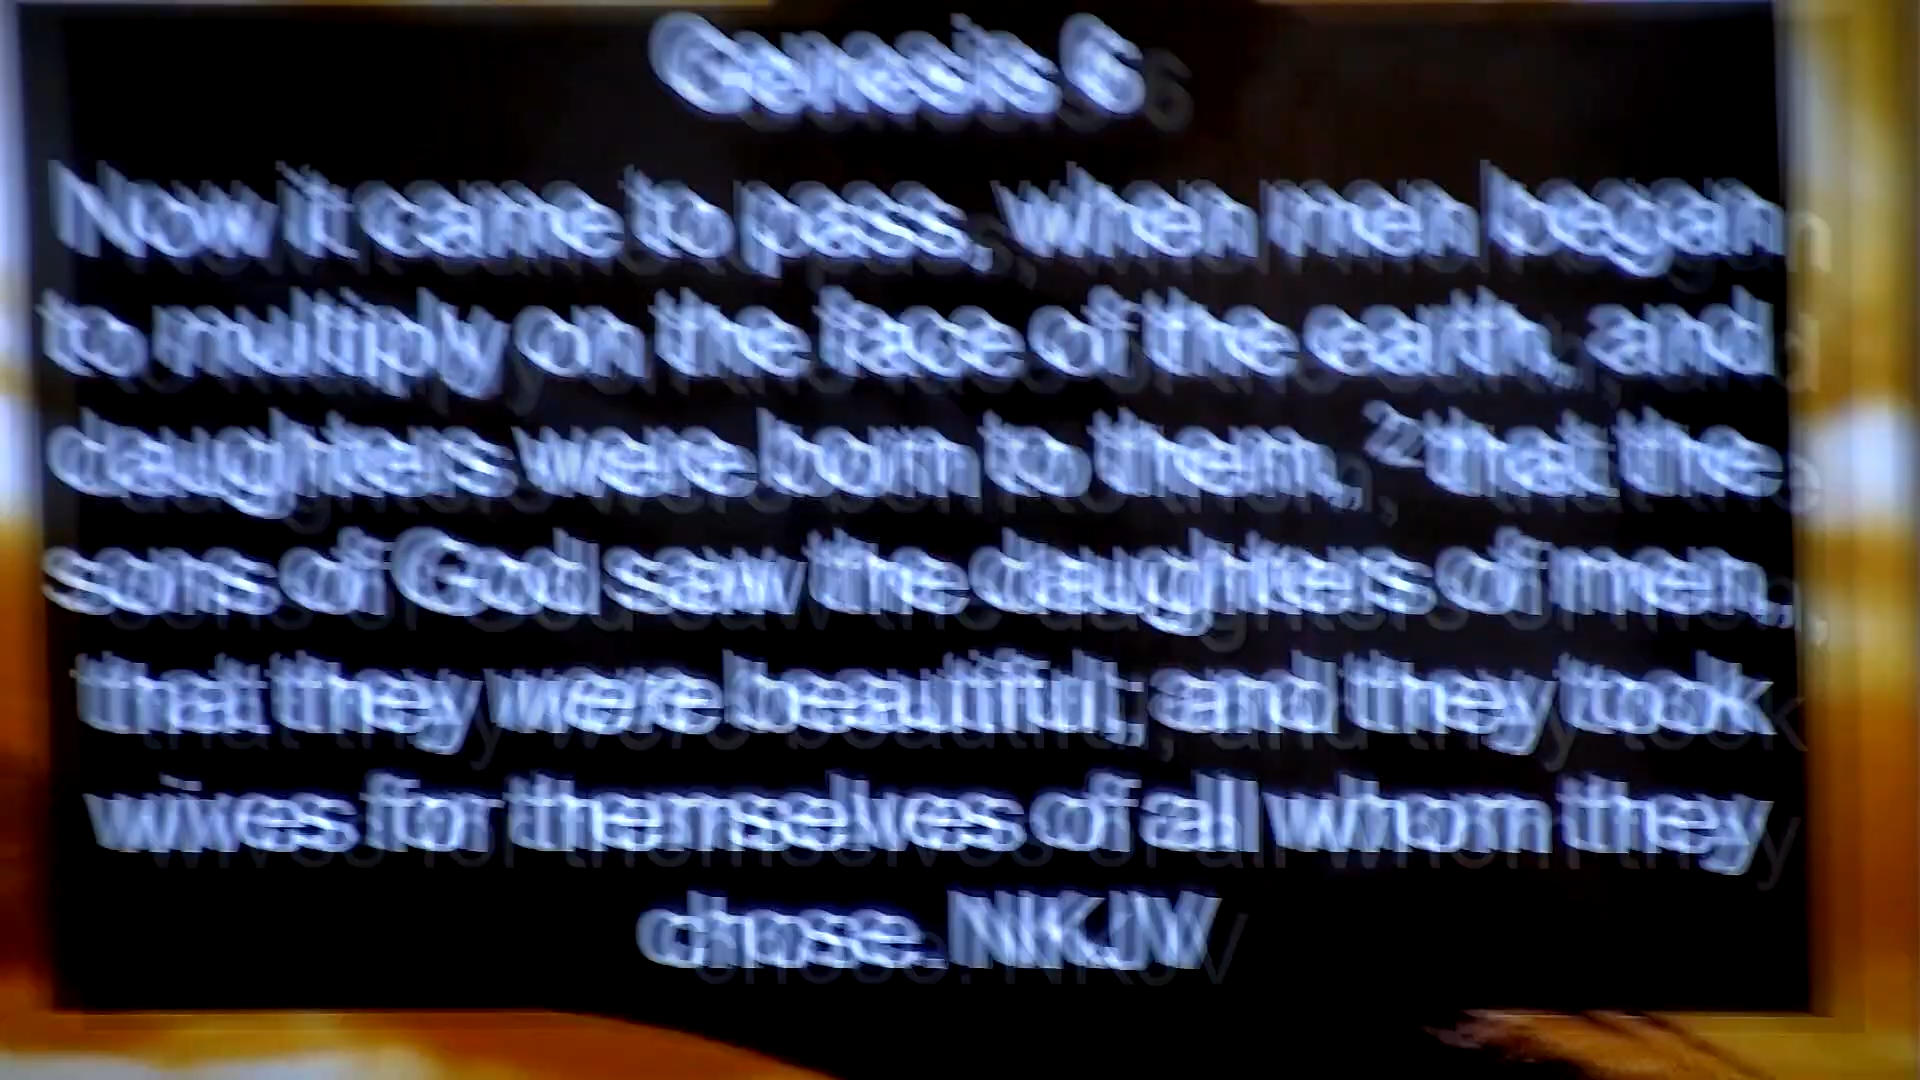 Genesis 6
Now it came to pass, when men began
to multiply on the face of the earth, and
daughters were born to them, ² that the
sons of God saw the daughters of men,
that they were beautiful; and they took
wives for themselves of all whom they
chose. NKJV